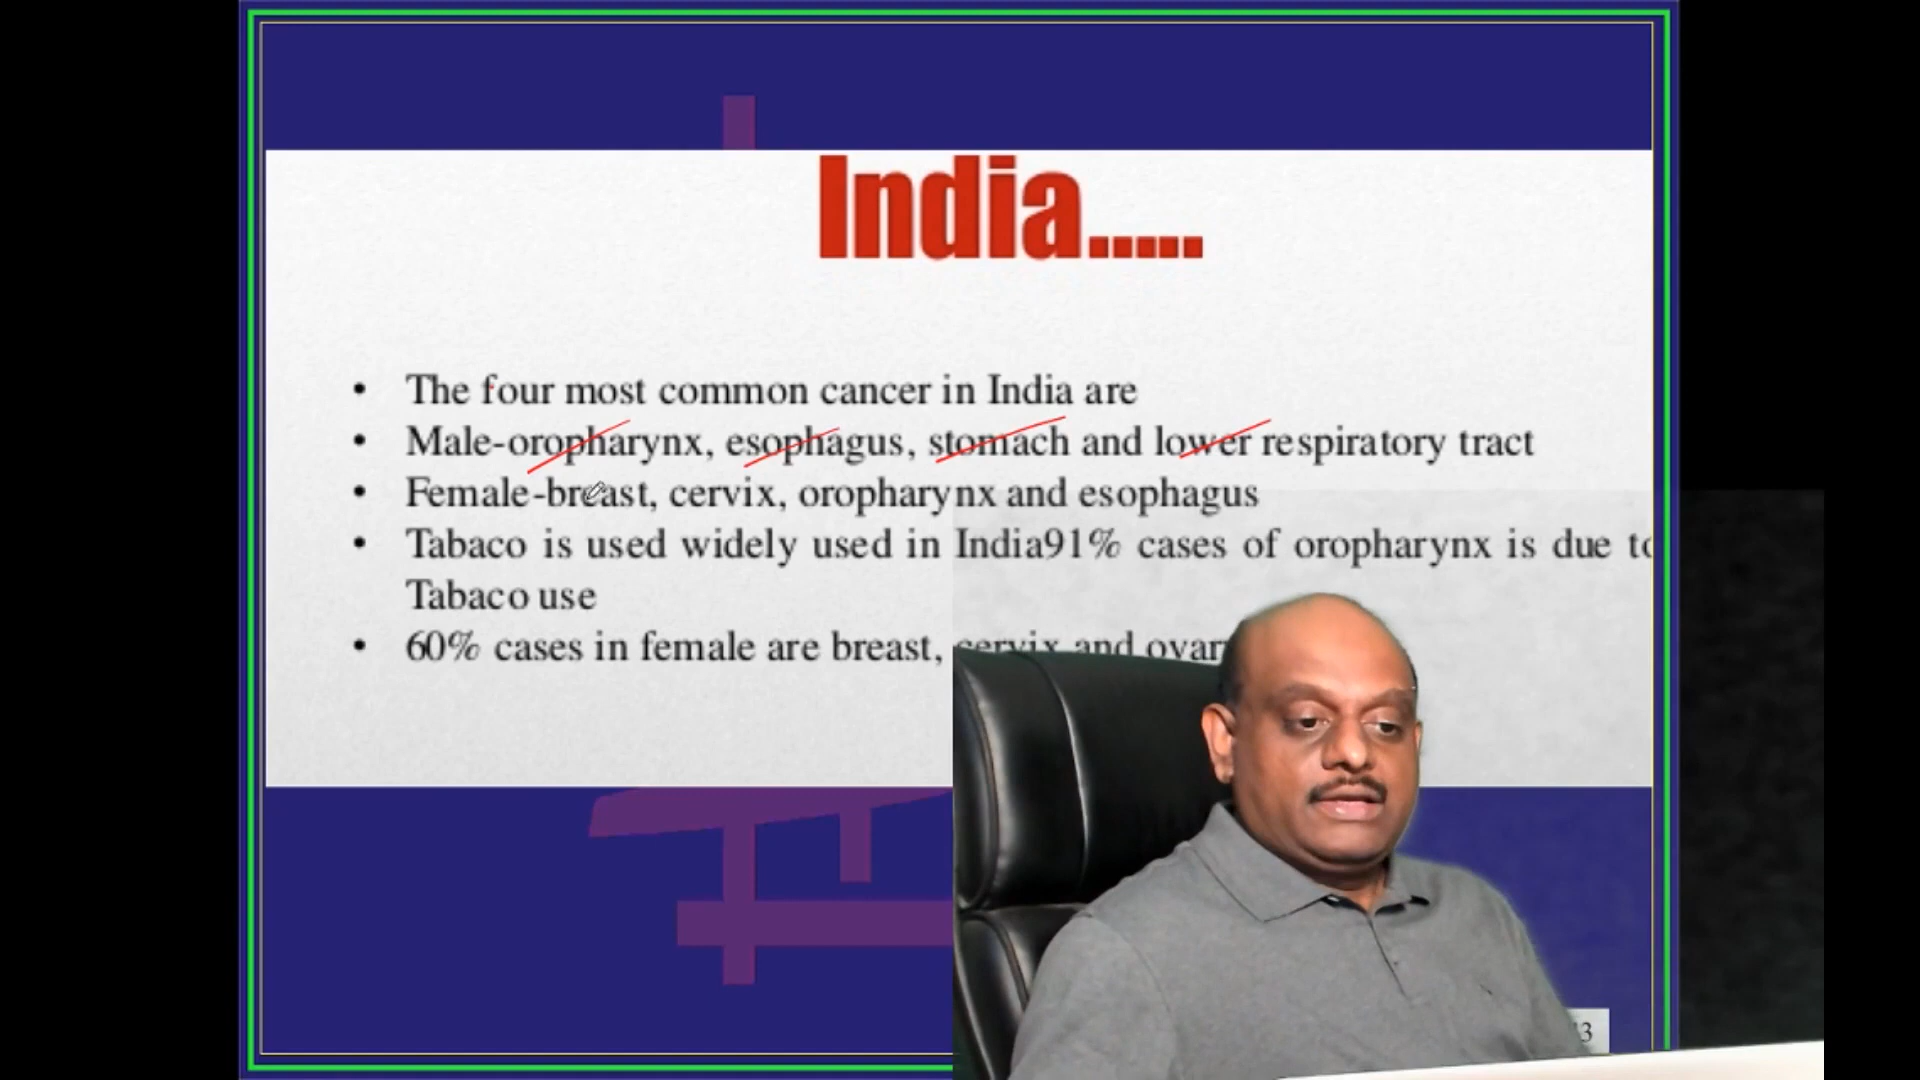 India.....
• The four most common cancer in India are
• Male-oropharynx, esophagus, stomach and lower respiratory tract
• Female-breast, cervix, oropharynx and esophagus
• Tabaco is used widely used in India91% cases of oropharynx is due to
Tabaco use
• 60% cases in female are breast, cervix and